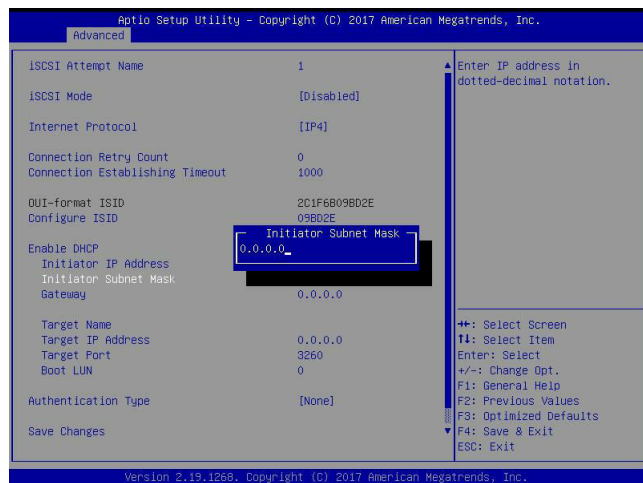 Aptio Setup Utility – Copyright (C) 2017 American Megatrends, Inc.
Advanced
iSCSI Attempt Name 1
iSCSI Mode [Disabled]
Internet Protocol [IP4]
Connection Retry Count 0
Connection Establishing Timeout 1000
OUI-format ISID 2C1F6B09BD2E
Configure ISID 09BD2E
Enable DHCP
Initiator IP Address
Initiator Subnet Mask
Gateway 0.0.0.0
Target Name
Target IP Address 0.0.0.0
Target Port 3260
Boot LUN 0
Authentication Type [None]
Save Changes
Initiator Subnet Mask
0.0.0.0_
Enter IP address in
dotted-decimal notation.
→←: Select Screen
↑↓: Select Item
Enter: Select
+/-: Change Opt.
F1: General Help
F2: Previous Values
F3: Optimized Defaults
F4: Save & Exit
ESC: Exit
Version 2.19.1268. Copyright (C) 2017 American Megatrends, Inc.